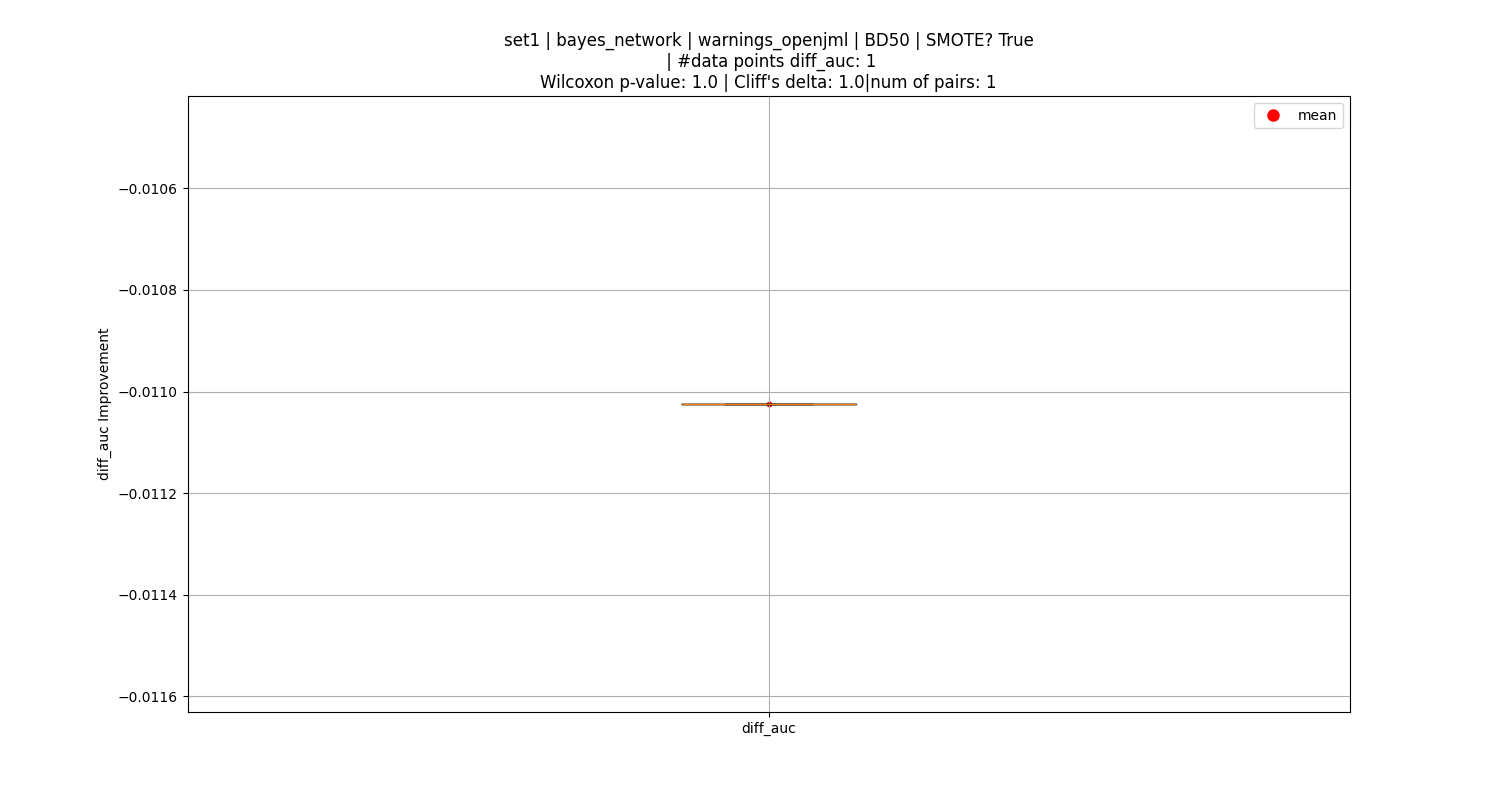 set1 | bayes_network | warnings_openjml | BD50 | SMOTE? True
| #data points diff_auc: 1
Wilcoxon p-value: 1.0 | Cliff's delta: 1.0|num of pairs: 1
mean
−0.0106
−0.0108
−0.0110
−0.0112
−0.0114
−0.0116
diff_auc Improvement
diff_auc